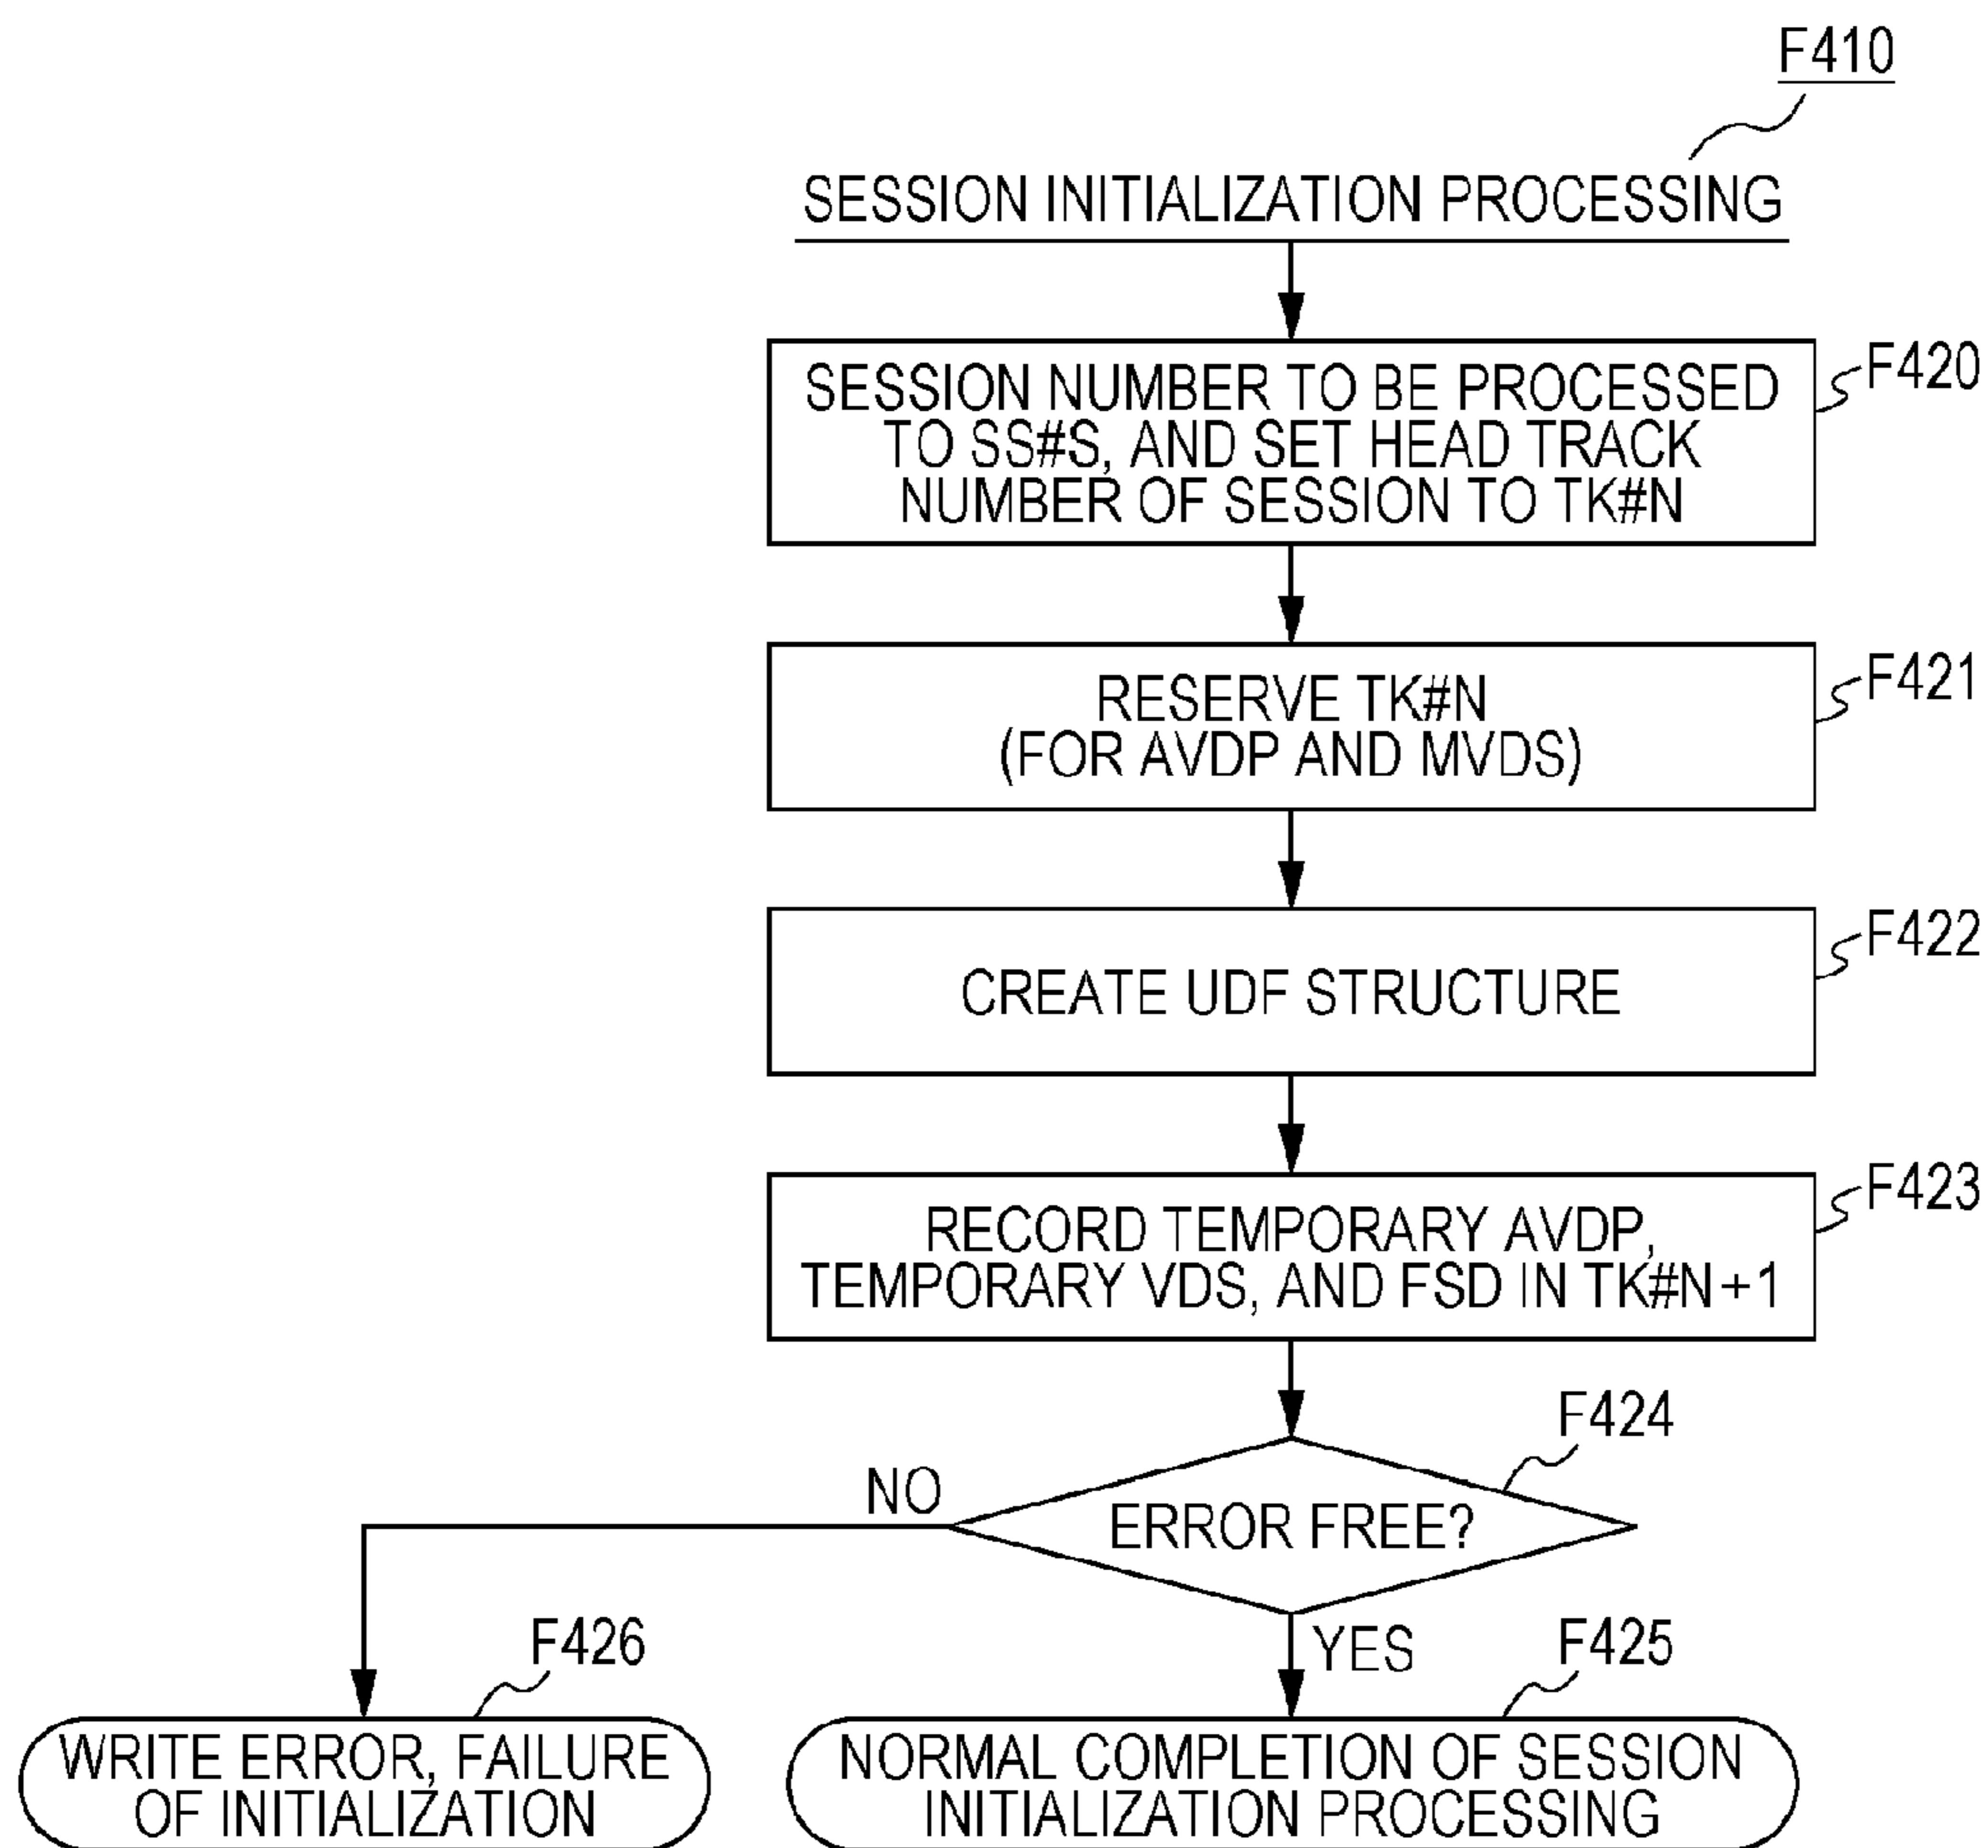 F410
SESSION INITIALIZATION PROCESSING
SESSION NUMBER TO BE PROCESSED
TO SS#S, AND SET HEAD TRACK
NUMBER OF SESSION TO TK#N
F420
RESERVE TK#N
(FOR AVDP AND MVDS)
F421
CREATE UDF STRUCTURE
F422
RECORD TEMPORARY AVDP,
TEMPORARY VDS, AND FSD IN TK#N+1
F423
F424
NO
ERROR FREE?
YES
F426
F425
WRITE ERROR, FAILURE
OF INITIALIZATION
NORMAL COMPLETION OF SESSION
INITIALIZATION PROCESSING